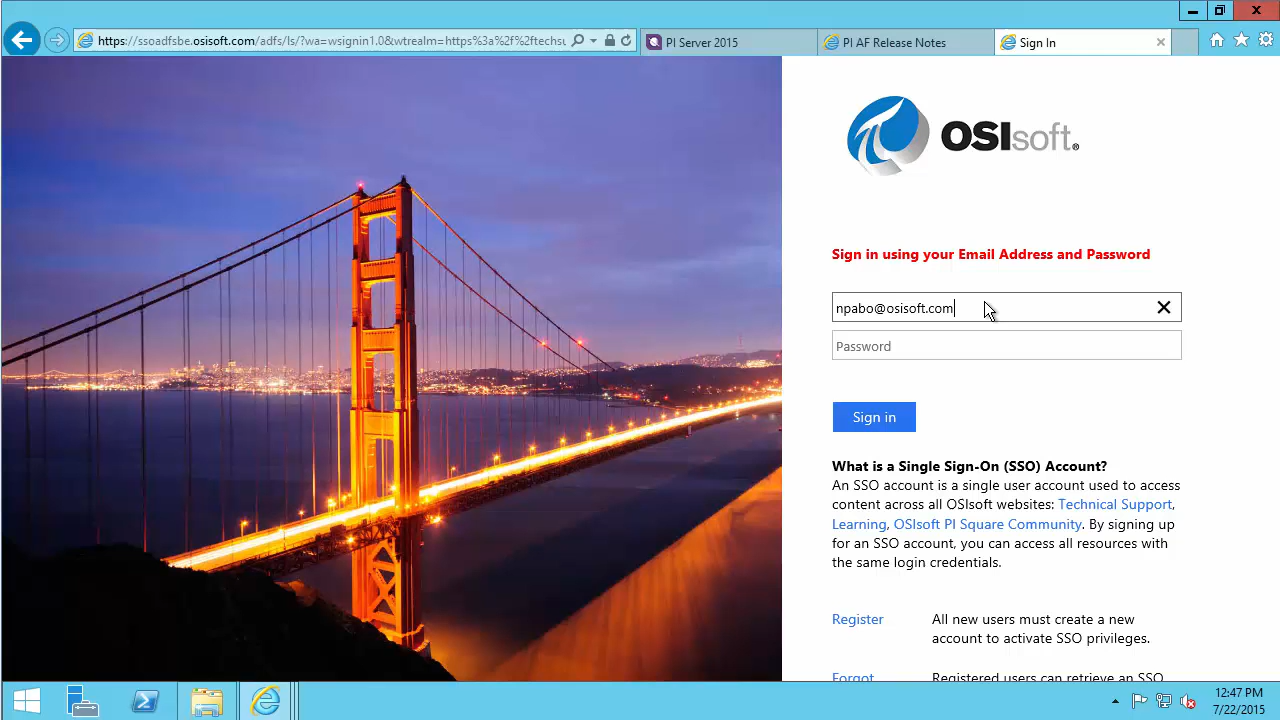 https://ssoadfsbe.osisoft.com/adfs/ls/?wa=wsignin1.0&wtrealm=https%3a%2f%2ftechsu
PI Server 2015
PI AF Release Notes
Sign In
OSIsoft®
Sign in using your Email Address and Password
npabo@osisoft.com
Password
Sign in
What is a Single Sign-On (SSO) Account?
An SSO account is a single user account used to access
content across all OSIsoft websites: Technical Support,
Learning, OSIsoft PI Square Community. By signing up
for an SSO account, you can access all resources with
the same login credentials.
Register
All new users must create a new
account to activate SSO privileges.
Forgot
Registered users can retrieve an SSO
12:47 PM
7/22/2015